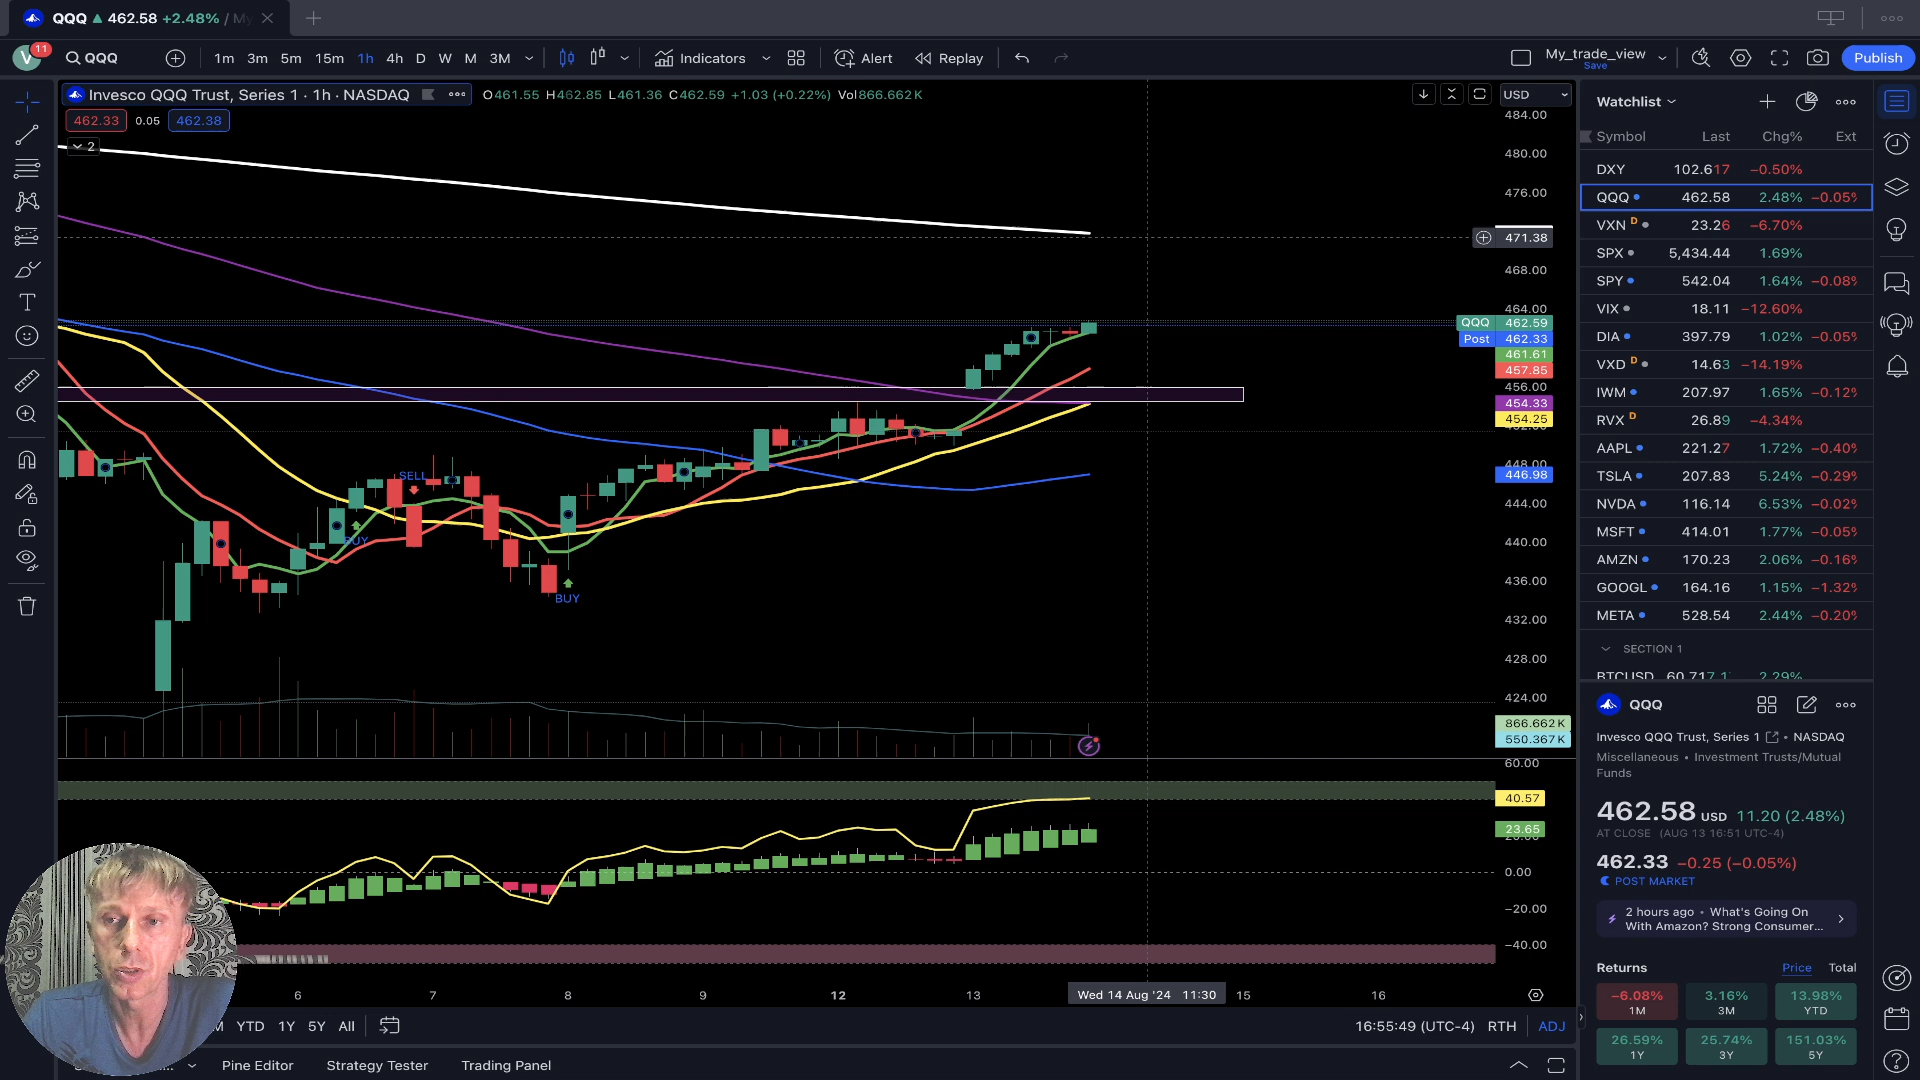 QQQ ▲ 462.58 +2.48% / My
V 11 QQQ 1m 3m 5m 15m 1h 4h D W M 3M Indicators Alert Replay My_trade_view Save Publish
Invesco QQQ Trust, Series 1 · 1h · NASDAQ O461.55 H462.85 L461.36 C462.59 +1.03 (+0.22%) Vol866.662 K USD
462.33 0.05 462.38
2
484.00
480.00
476.00
471.38
468.00
464.00
QQQ 462.59
Post 462.33
461.61
457.85
456.00
454.33
454.25
448.00
446.98
444.00
440.00
436.00
432.00
428.00
424.00
866.662 K
550.367 K
60.00
40.57
23.65
0.00
−20.00
−40.00
SELL
BUY
BUY
6 7 8 9 12 13 Wed 14 Aug '24 11:30 15 16
YTD 1Y 5Y All 16:55:49 (UTC-4) RTH ADJ
Pine Editor Strategy Tester Trading Panel
Watchlist
Symbol Last Chg% Ext
DXY 102.617 −0.50%
QQQ 462.58 2.48% −0.05%
VXN D 23.26 −6.70%
SPX 5,434.44 1.69%
SPY 542.04 1.64% −0.08%
VIX 18.11 −12.60%
DIA 397.79 1.02% −0.05%
VXD D 14.63 −14.19%
IWM 207.97 1.65% −0.12%
RVX D 26.89 −4.34%
AAPL 221.27 1.72% −0.40%
TSLA 207.83 5.24% −0.29%
NVDA 116.14 6.53% −0.02%
MSFT 414.01 1.77% −0.05%
AMZN 170.23 2.06% −0.16%
GOOGL 164.16 1.15% −1.32%
META 528.54 2.44% −0.20%
SECTION 1
BTCUSD 60,717.1 2.29%
QQQ
Invesco QQQ Trust, Series 1 • NASDAQ
Miscellaneous • Investment Trusts/Mutual
Funds
462.58 USD 11.20 (2.48%)
AT CLOSE (AUG 13 16:51 UTC-4)
462.33 −0.25 (−0.05%)
POST MARKET
2 hours ago • What's Going On
With Amazon? Strong Consumer...
Returns Price Total
−6.08% 3.16% 13.98%
1M 3M YTD
26.59% 25.74% 151.03%
1Y 3Y 5Y